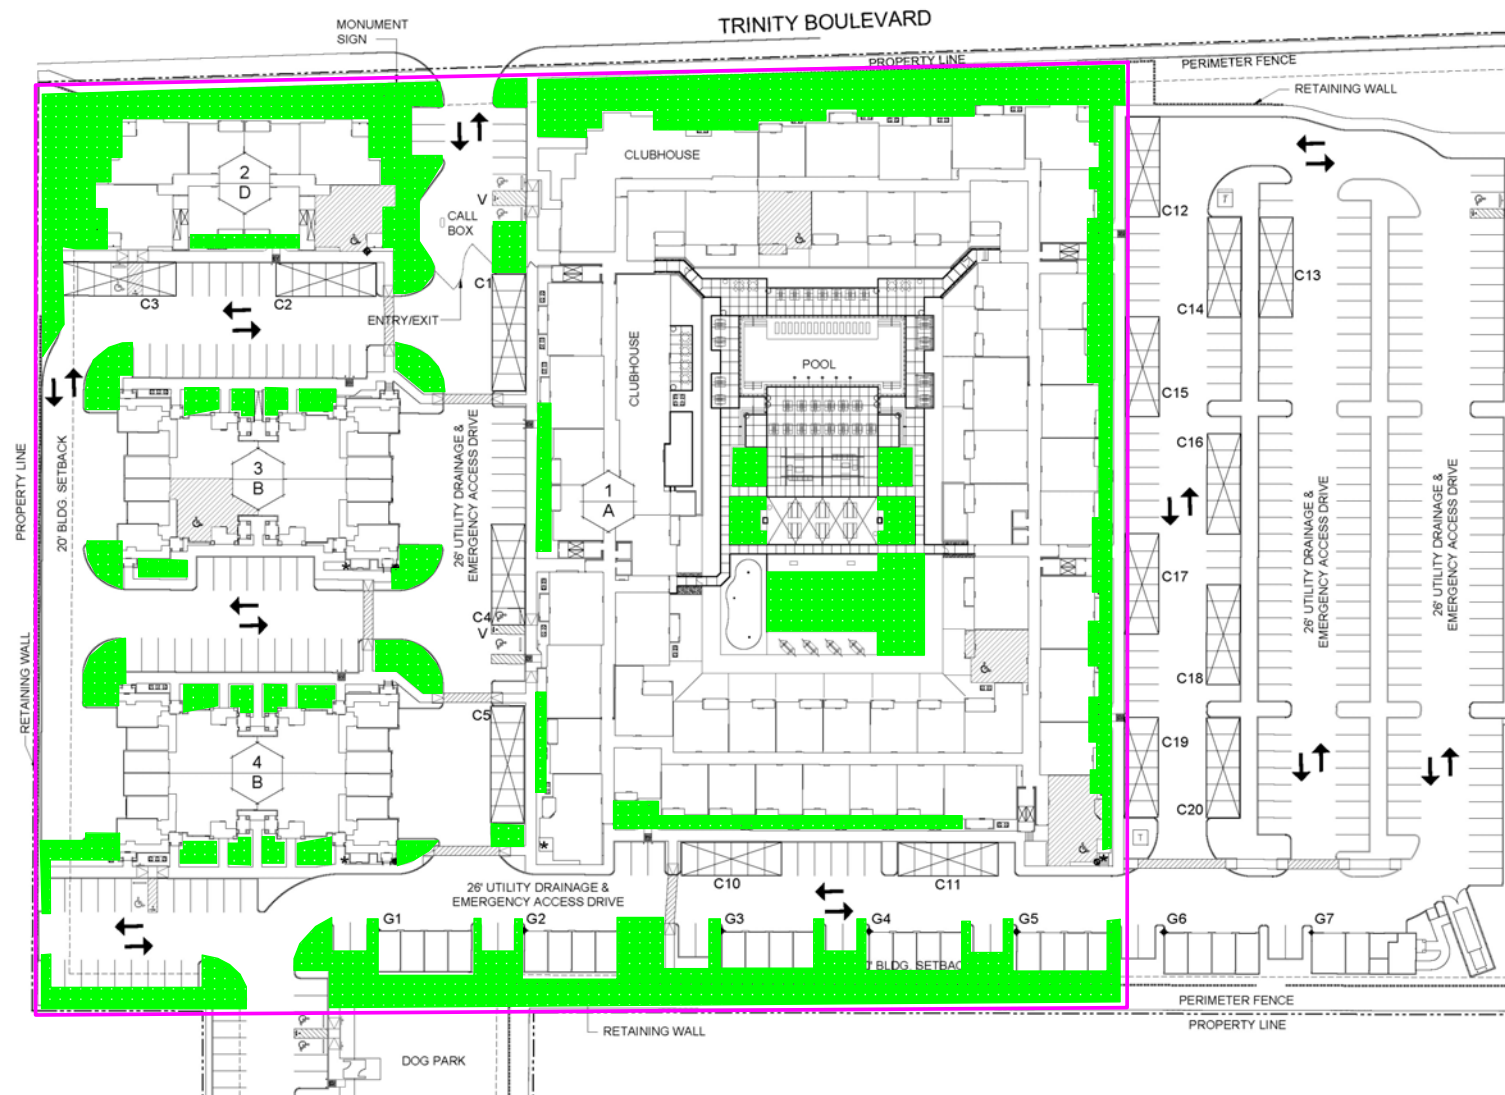 TRINITY BOULEVARD
MONUMENT
SIGN
PROPERTY LINE
PERIMETER FENCE
RETAINING WALL
CLUBHOUSE
2
D
V
CALL
BOX
C12
C3
C2
C1
C14
C13
ENTRY/EXIT
CLUBHOUSE
POOL
C15
PROPERTY LINE
20' BLDG. SETBACK
3
B
26' UTILITY DRAINAGE &
EMERGENCY ACCESS DRIVE
1
A
C16
26' UTILITY DRAINAGE &
EMERGENCY ACCESS DRIVE
26' UTILITY DRAINAGE &
EMERGENCY ACCESS DRIVE
C17
C4
V
RETAINING WALL
C18
C5
4
B
C19
C20
C10
C11
26' UTILITY DRAINAGE &
EMERGENCY ACCESS DRIVE
G1
G2
G3
G4
G5
G6
G7
' BLDG. SETBAC
PERIMETER FENCE
RETAINING WALL
PROPERTY LINE
DOG PARK
T
T